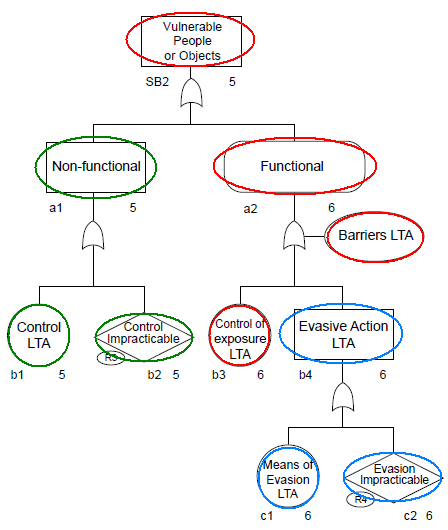 Vulnerable
People
or Objects
SB2 5
Non-functional
Functional
a1 5
a2 6
Barriers LTA
Control
LTA
Control
Impracticable
R3
Control of
exposure
LTA
Evasive Action
LTA
b1 5
b2 5
b3 6
b4 6
Means of
Evasion
LTA
Evasion
Impracticable
R4
c1 6
c2 6